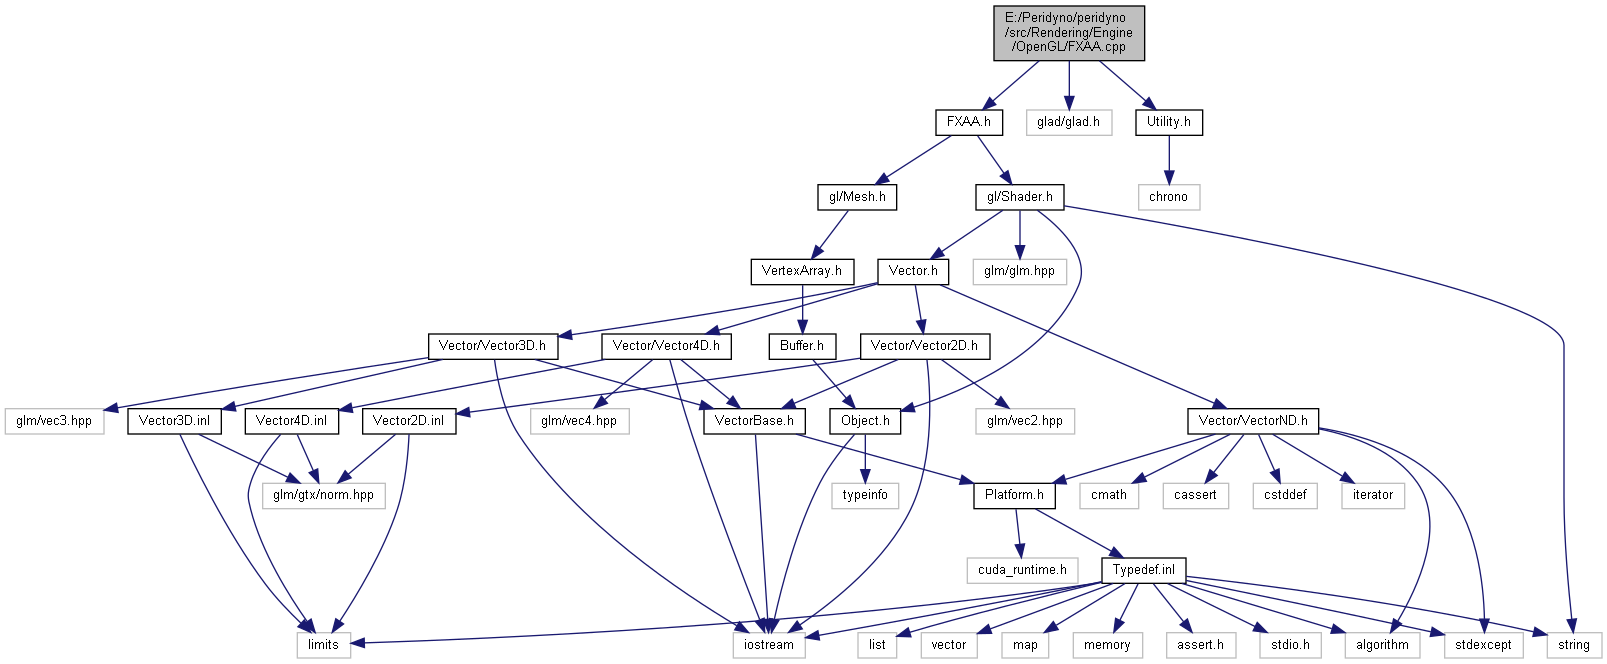 E:/Peridyno/peridyno
/src/Rendering/Engine
/OpenGL/FXAA.cpp
FXAA.h
glad/glad.h
Utility.h
gl/Mesh.h
gl/Shader.h
chrono
VertexArray.h
Vector.h
glm/glm.hpp
Vector/Vector3D.h
Vector/Vector4D.h
Buffer.h
Vector/Vector2D.h
glm/vec3.hpp
Vector3D.inl
Vector4D.inl
Vector2D.inl
glm/vec4.hpp
VectorBase.h
Object.h
glm/vec2.hpp
Vector/VectorND.h
glm/gtx/norm.hpp
typeinfo
Platform.h
cmath
cassert
cstddef
iterator
cuda_runtime.h
Typedef.inl
limits
iostream
list
vector
map
memory
assert.h
stdio.h
algorithm
stdexcept
string